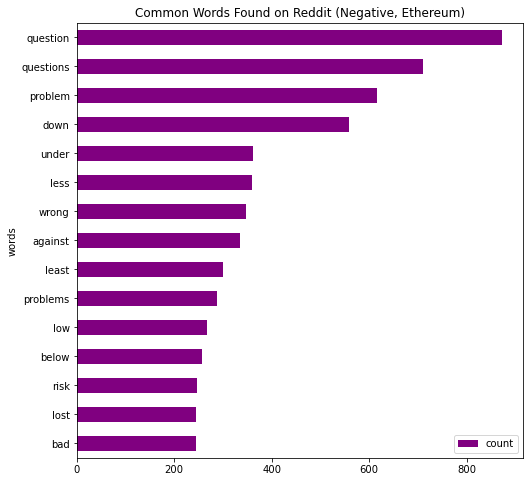 Common Words Found on Reddit (Negative, Ethereum)
question
questions
problem
down
under
less
wrong
against
least
problems
low
below
risk
lost
bad
words
0 200 400 600 800
count